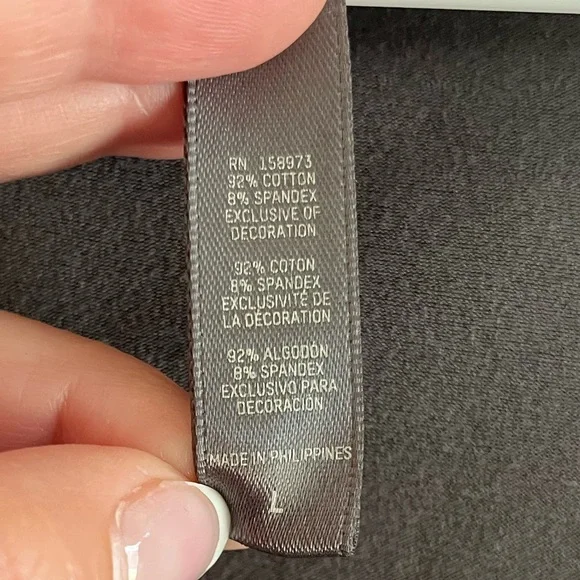 RN 158973
92% COTTON
8% SPANDEX
EXCLUSIVE OF
DECORATION
92% COTON
8% SPANDEX
EXCLUSIVITÉ DE
LA DÉCORATION
92% ALGODÓN
8% SPANDEX
EXCLUSIVO PARA
DECORACIÓN
MADE IN PHILIPPINES
L